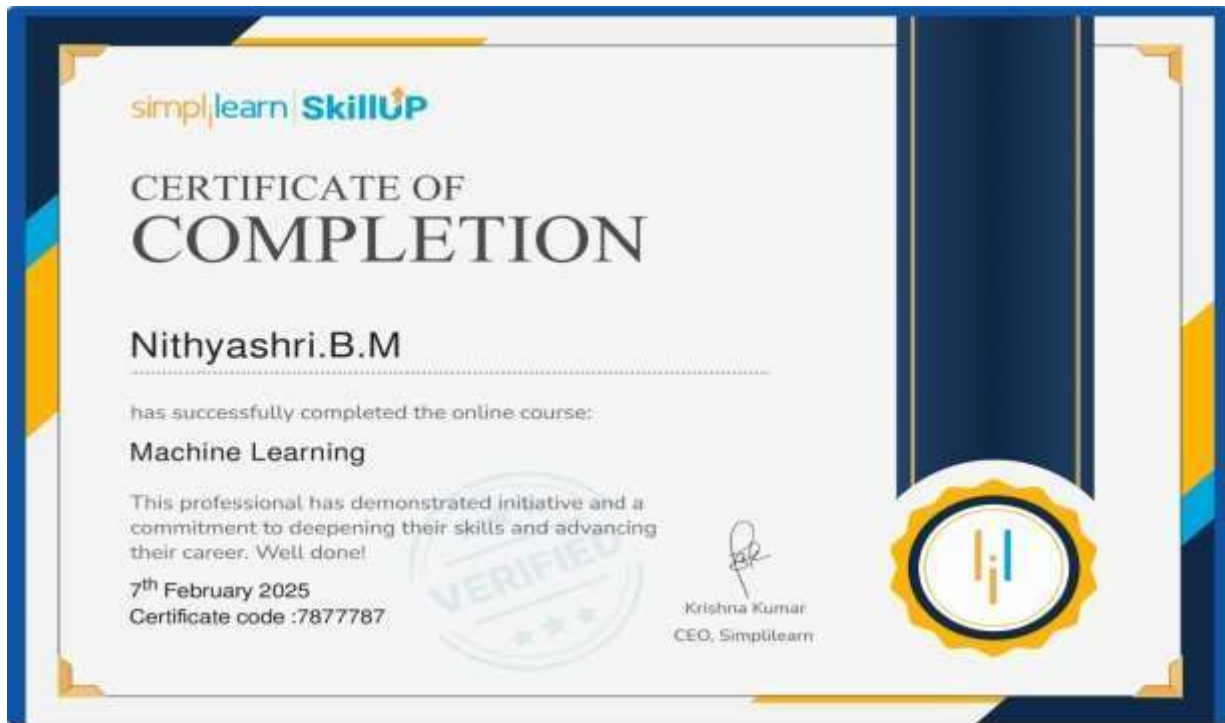 simplilearn | SkillUP
CERTIFICATE OF
COMPLETION
Nithyashri.B.M
has successfully completed the online course:
Machine Learning
This professional has demonstrated initiative and a
commitment to deepening their skills and advancing
their career. Well done!
VERIFIED
7th February 2025
Certificate code :7877787
Krishna Kumar
CEO, Simplilearn